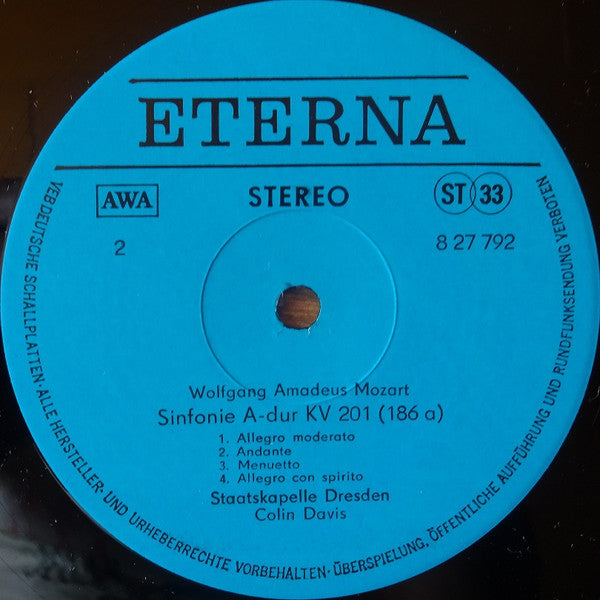 ETERNA
AWA
STEREO
ST 33
2
8 27 792
Wolfgang Amadeus Mozart
Sinfonie A-dur KV 201 (186 a)
1. Allegro moderato
2. Andante
3. Menuetto
4. Allegro con spirito
Staatskapelle Dresden
Colin Davis
VEB DEUTSCHE SCHALLPLATTEN · ALLE HERSTELLER- UND URHEBERRECHTE VORBEHALTEN · ÜBERSPIELUNG, ÖFFENTLICHE AUFFÜHRUNG UND RUNDFUNKSENDUNG VERBOTEN